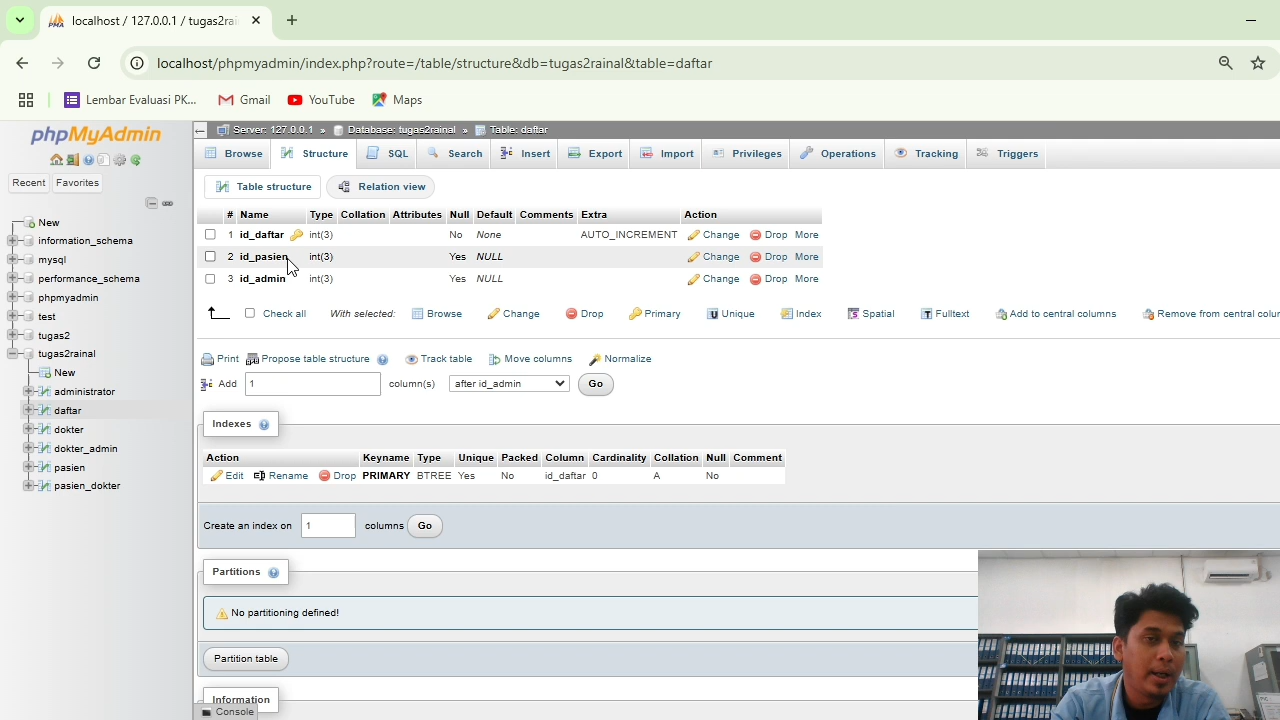 localhost / 127.0.0.1 / tugas2rai
localhost/phpmyadmin/index.php?route=/table/structure&db=tugas2rainal&table=daftar
Lembar Evaluasi PK... Gmail YouTube Maps
phpMyAdmin
Recent Favorites
New
information_schema
mysql
performance_schema
phpmyadmin
test
tugas2
tugas2rainal
New
administrator
daftar
dokter
dokter_admin
pasien
pasien_dokter
Server: 127.0.0.1 » Database: tugas2rainal » Table: daftar
Browse Structure SQL Search Insert Export Import Privileges Operations Tracking Triggers
Table structure Relation view
# Name Type Collation Attributes Null Default Comments Extra Action
1 id_daftar int(3) No None AUTO_INCREMENT Change Drop More
2 id_pasien int(3) Yes NULL Change Drop More
3 id_admin int(3) Yes NULL Change Drop More
Check all With selected: Browse Change Drop Primary Unique Index Spatial Fulltext Add to central columns Remove from central colu
Print Propose table structure Track table Move columns Normalize
Add 1 column(s) after id_admin Go
Indexes
Action Keyname Type Unique Packed Column Cardinality Collation Null Comment
Edit Rename Drop PRIMARY BTREE Yes No id_daftar 0 A No
Create an index on 1 columns Go
Partitions
No partitioning defined!
Partition table
Information
Console